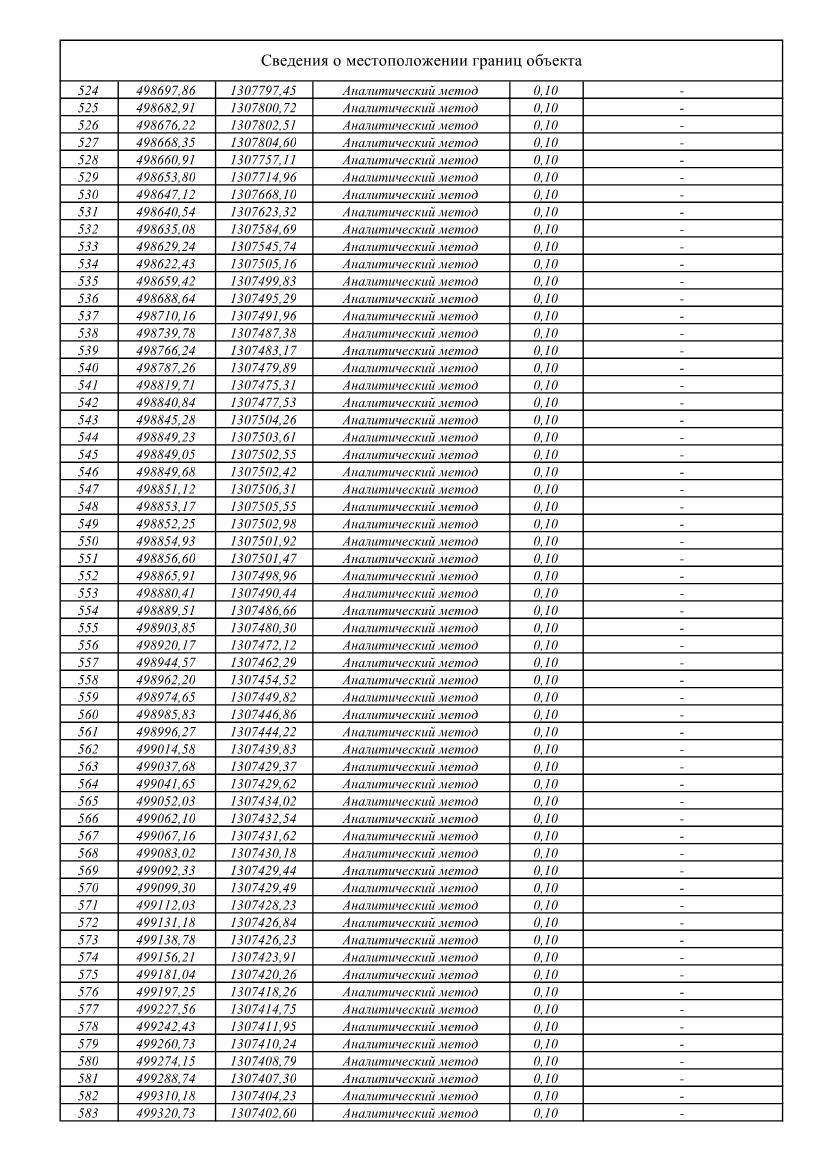 Сведения о местоположении границ объекта
524 498697,86 1307797,45 Аналитический метод 0,10 -
525 498682,91 1307800,72 Аналитический метод 0,10 -
526 498676,22 1307802,51 Аналитический метод 0,10 -
527 498668,35 1307804,60 Аналитический метод 0,10 -
528 498660,91 1307757,11 Аналитический метод 0,10 -
529 498653,80 1307714,96 Аналитический метод 0,10 -
530 498647,12 1307668,10 Аналитический метод 0,10 -
531 498640,54 1307623,32 Аналитический метод 0,10 -
532 498635,08 1307584,69 Аналитический метод 0,10 -
533 498629,24 1307545,74 Аналитический метод 0,10 -
534 498622,43 1307505,16 Аналитический метод 0,10 -
535 498659,42 1307499,83 Аналитический метод 0,10 -
536 498688,64 1307495,29 Аналитический метод 0,10 -
537 498710,16 1307491,96 Аналитический метод 0,10 -
538 498739,78 1307487,38 Аналитический метод 0,10 -
539 498766,24 1307483,17 Аналитический метод 0,10 -
540 498787,26 1307479,89 Аналитический метод 0,10 -
541 498819,71 1307475,31 Аналитический метод 0,10 -
542 498840,84 1307477,53 Аналитический метод 0,10 -
543 498845,28 1307504,26 Аналитический метод 0,10 -
544 498849,23 1307503,61 Аналитический метод 0,10 -
545 498849,05 1307502,55 Аналитический метод 0,10 -
546 498849,68 1307502,42 Аналитический метод 0,10 -
547 498851,12 1307506,31 Аналитический метод 0,10 -
548 498853,17 1307505,55 Аналитический метод 0,10 -
549 498852,25 1307502,98 Аналитический метод 0,10 -
550 498854,93 1307501,92 Аналитический метод 0,10 -
551 498856,60 1307501,47 Аналитический метод 0,10 -
552 498865,91 1307498,96 Аналитический метод 0,10 -
553 498880,41 1307490,44 Аналитический метод 0,10 -
554 498889,51 1307486,66 Аналитический метод 0,10 -
555 498903,85 1307480,30 Аналитический метод 0,10 -
556 498920,17 1307472,12 Аналитический метод 0,10 -
557 498944,57 1307462,29 Аналитический метод 0,10 -
558 498962,20 1307454,52 Аналитический метод 0,10 -
559 498974,65 1307449,82 Аналитический метод 0,10 -
560 498985,83 1307446,86 Аналитический метод 0,10 -
561 498996,27 1307444,22 Аналитический метод 0,10 -
562 499014,58 1307439,83 Аналитический метод 0,10 -
563 499037,68 1307429,37 Аналитический метод 0,10 -
564 499041,65 1307429,62 Аналитический метод 0,10 -
565 499052,03 1307434,02 Аналитический метод 0,10 -
566 499062,10 1307432,54 Аналитический метод 0,10 -
567 499067,16 1307431,62 Аналитический метод 0,10 -
568 499083,02 1307430,18 Аналитический метод 0,10 -
569 499092,33 1307429,44 Аналитический метод 0,10 -
570 499099,30 1307429,49 Аналитический метод 0,10 -
571 499112,03 1307428,23 Аналитический метод 0,10 -
572 499131,18 1307426,84 Аналитический метод 0,10 -
573 499138,78 1307426,23 Аналитический метод 0,10 -
574 499156,21 1307423,91 Аналитический метод 0,10 -
575 499181,04 1307420,26 Аналитический метод 0,10 -
576 499197,25 1307418,26 Аналитический метод 0,10 -
577 499227,56 1307414,75 Аналитический метод 0,10 -
578 499242,43 1307411,95 Аналитический метод 0,10 -
579 499260,73 1307410,24 Аналитический метод 0,10 -
580 499274,15 1307408,79 Аналитический метод 0,10 -
581 499288,74 1307407,30 Аналитический метод 0,10 -
582 499310,18 1307404,23 Аналитический метод 0,10 -
583 499320,73 1307402,60 Аналитический метод 0,10 -